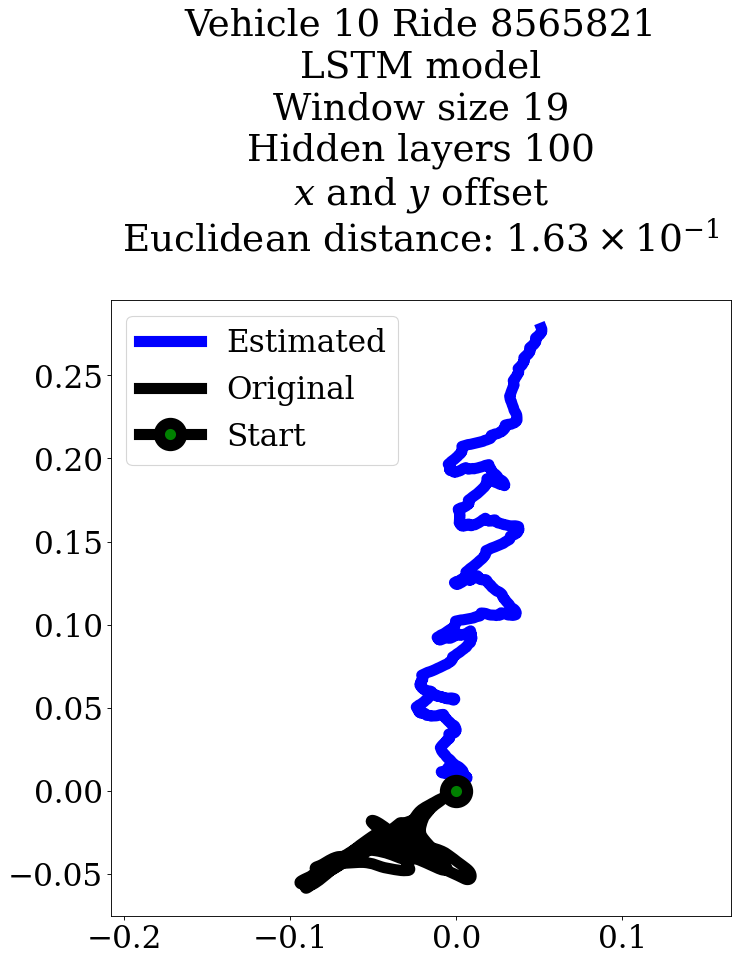 Vehicle 10 Ride 8565821
LSTM model
Window size 19
Hidden layers 100
x and y offset
Euclidean distance: 1.63 × 10⁻¹
Estimated
Original
Start
0.25
0.20
0.15
0.10
0.05
0.00
−0.05
−0.2
−0.1
0.0
0.1